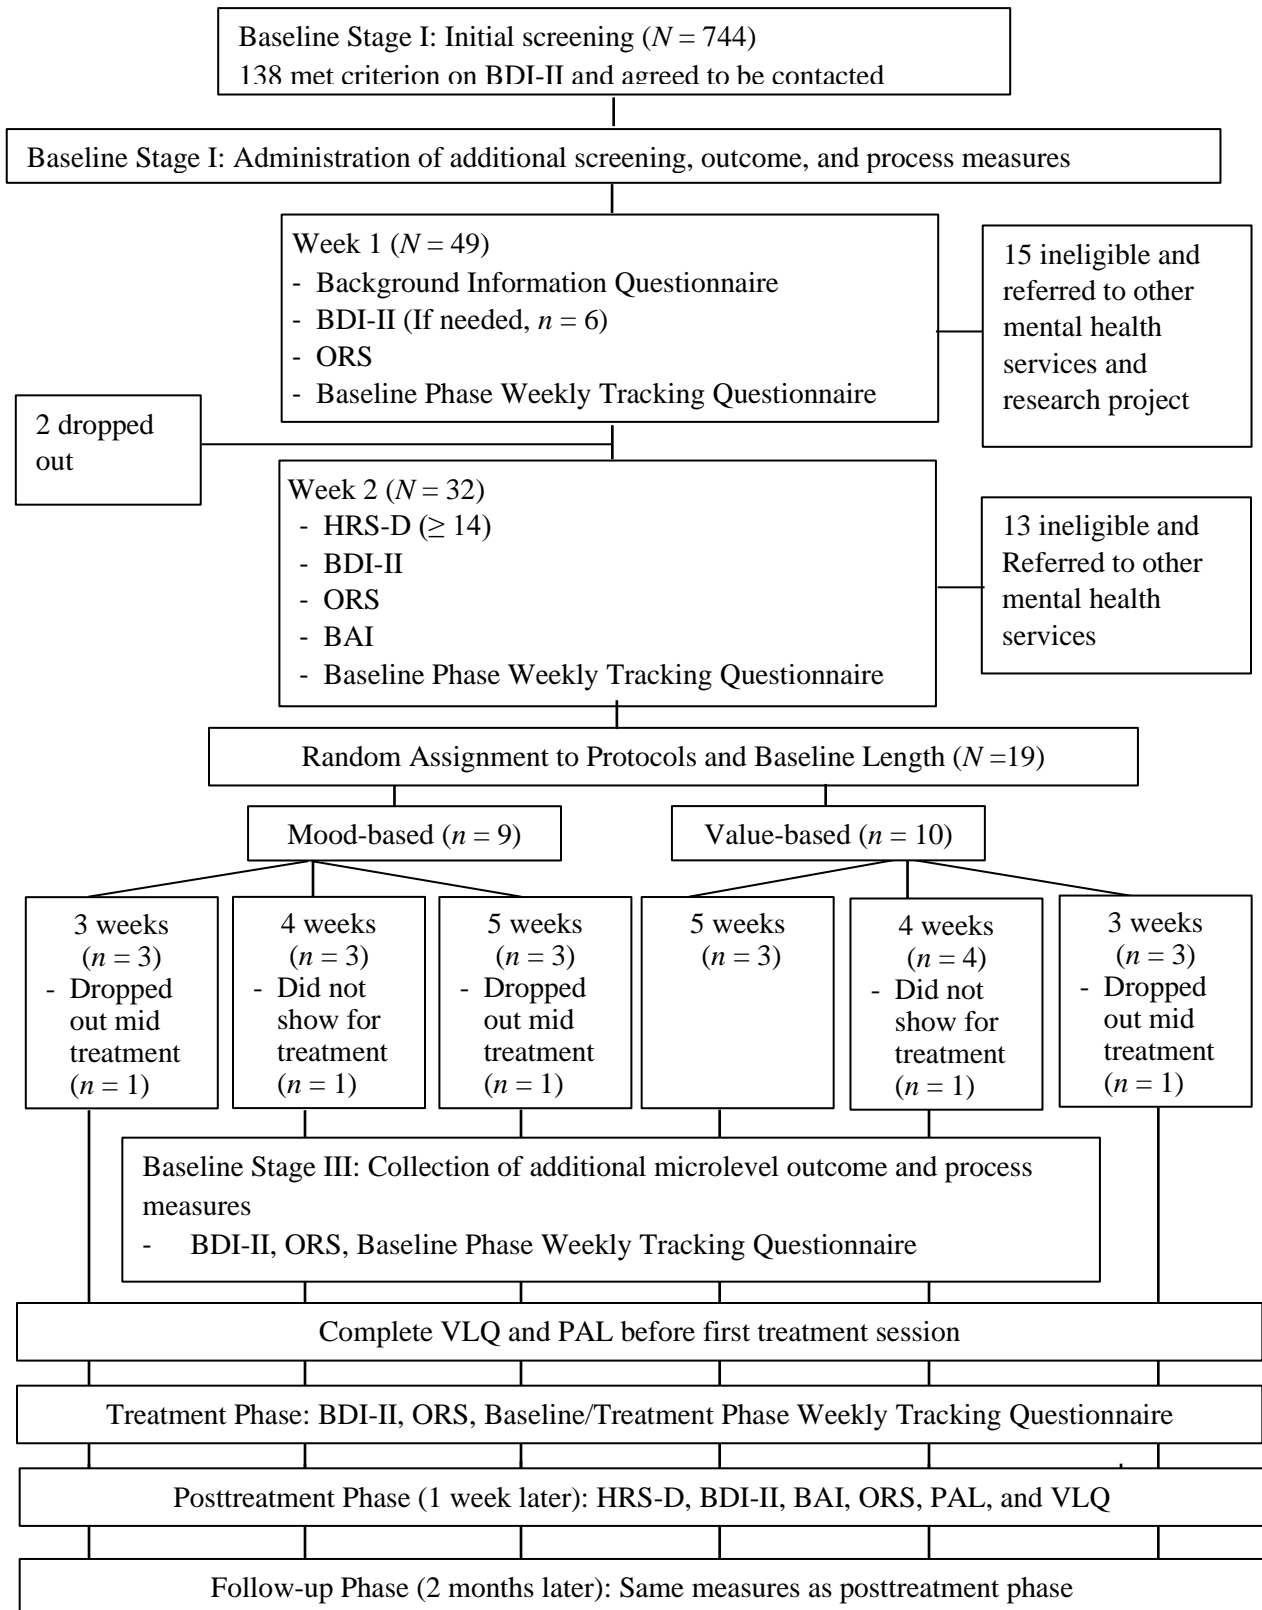 Baseline Stage I: Initial screening (N = 744)
138 met criterion on BDI-II and agreed to be contacted
Baseline Stage I: Administration of additional screening, outcome, and process measures
Week 1 (N = 49)
- Background Information Questionnaire
- BDI-II (If needed, n = 6)
- ORS
- Baseline Phase Weekly Tracking Questionnaire
15 ineligible and
referred to other
mental health
services and
research project
2 dropped
out
Week 2 (N = 32)
- HRS-D (≥ 14)
- BDI-II
- ORS
- BAI
- Baseline Phase Weekly Tracking Questionnaire
13 ineligible and
Referred to other
mental health
services
Random Assignment to Protocols and Baseline Length (N =19)
Mood-based (n = 9)
Value-based (n = 10)
3 weeks
(n = 3)
- Dropped
out mid
treatment
(n = 1)
4 weeks
(n = 3)
- Did not
show for
treatment
(n = 1)
5 weeks
(n = 3)
- Dropped
out mid
treatment
(n = 1)
5 weeks
(n = 3)
4 weeks
(n = 4)
- Did not
show for
treatment
(n = 1)
3 weeks
(n = 3)
- Dropped
out mid
treatment
(n = 1)
Baseline Stage III: Collection of additional microlevel outcome and process
measures
- BDI-II, ORS, Baseline Phase Weekly Tracking Questionnaire
Complete VLQ and PAL before first treatment session
Treatment Phase: BDI-II, ORS, Baseline/Treatment Phase Weekly Tracking Questionnaire
Posttreatment Phase (1 week later): HRS-D, BDI-II, BAI, ORS, PAL, and VLQ
Follow-up Phase (2 months later): Same measures as posttreatment phase